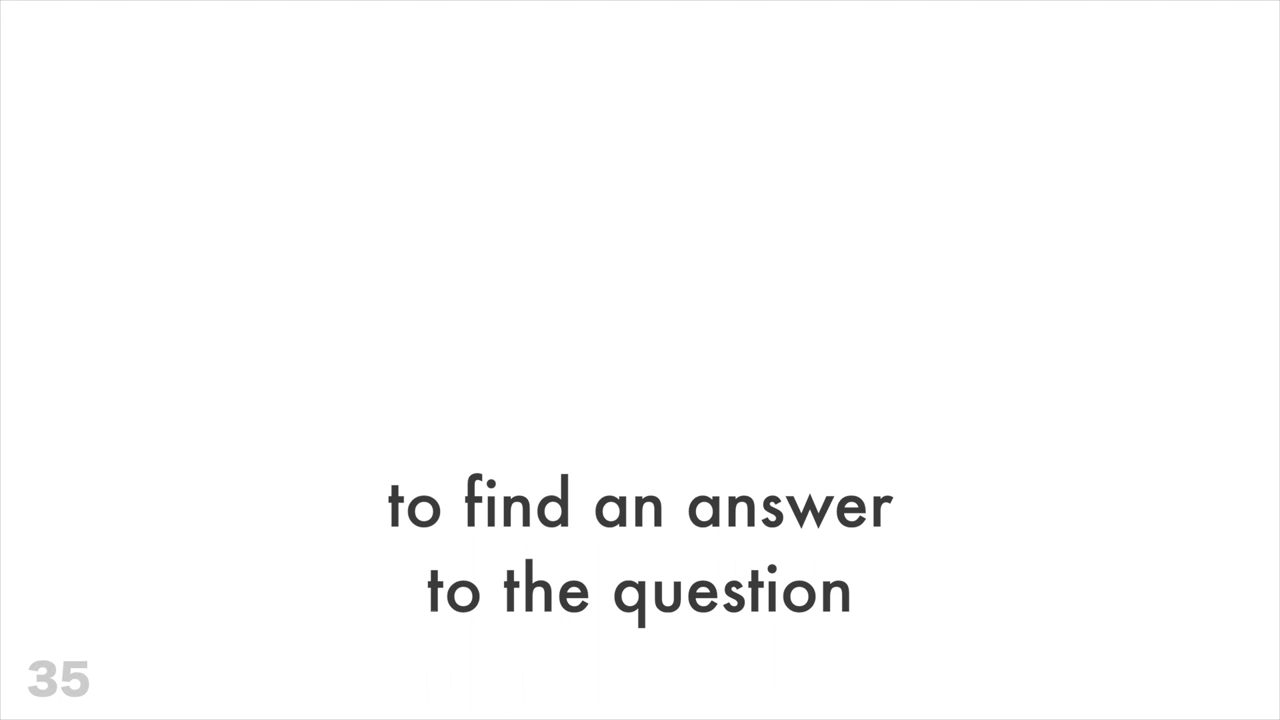 to find an answer
to the question
35